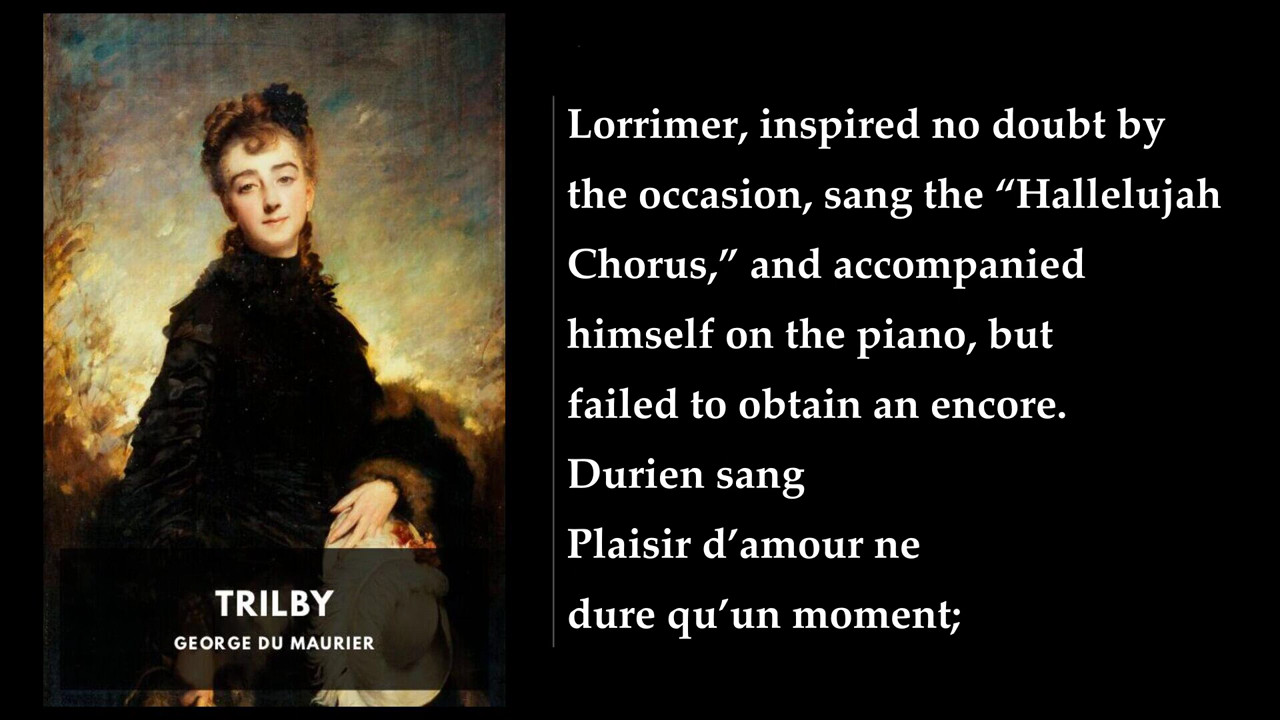 TRILBY
GEORGE DU MAURIER
Lorrimer, inspired no doubt by
the occasion, sang the “Hallelujah
Chorus,” and accompanied
himself on the piano, but
failed to obtain an encore.
Durien sang
Plaisir d’amour ne
dure qu’un moment;